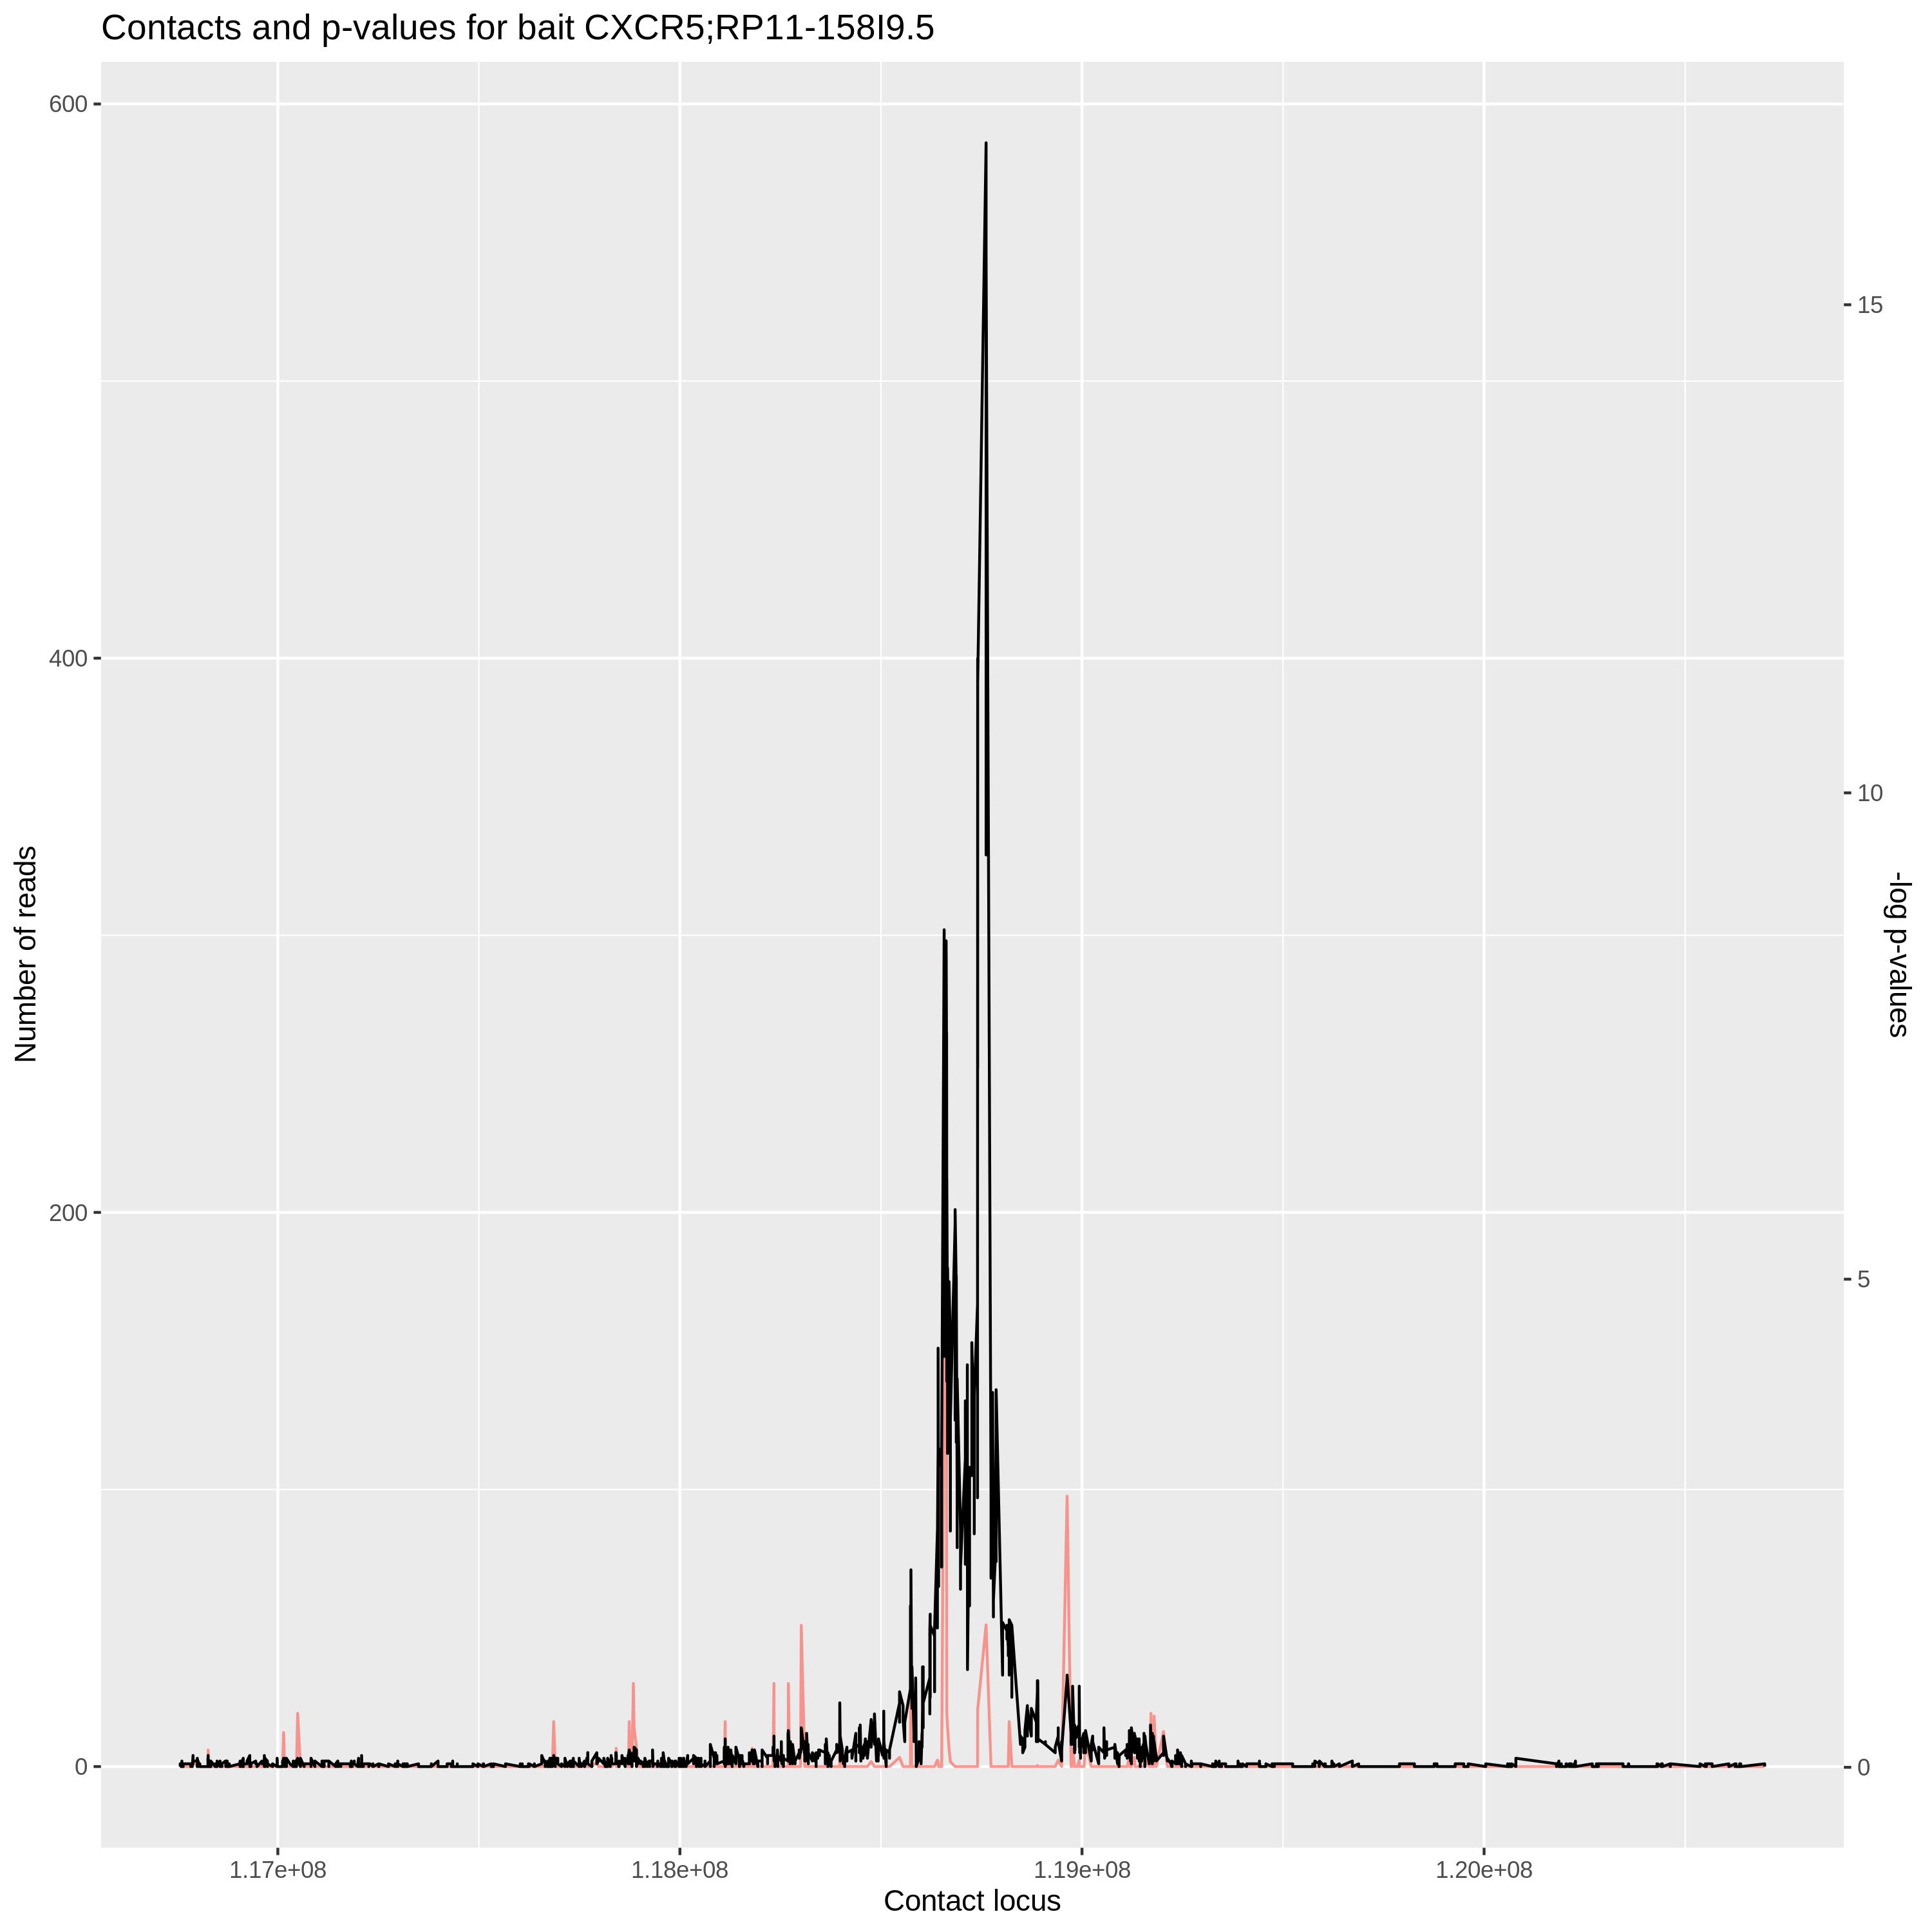 Contacts and p-values for bait CXCR5;RP11-158I9.5
600
400
200
0
Number of reads
15
10
5
0
-log p-values
1.17e+08 1.18e+08 1.19e+08 1.20e+08
Contact locus